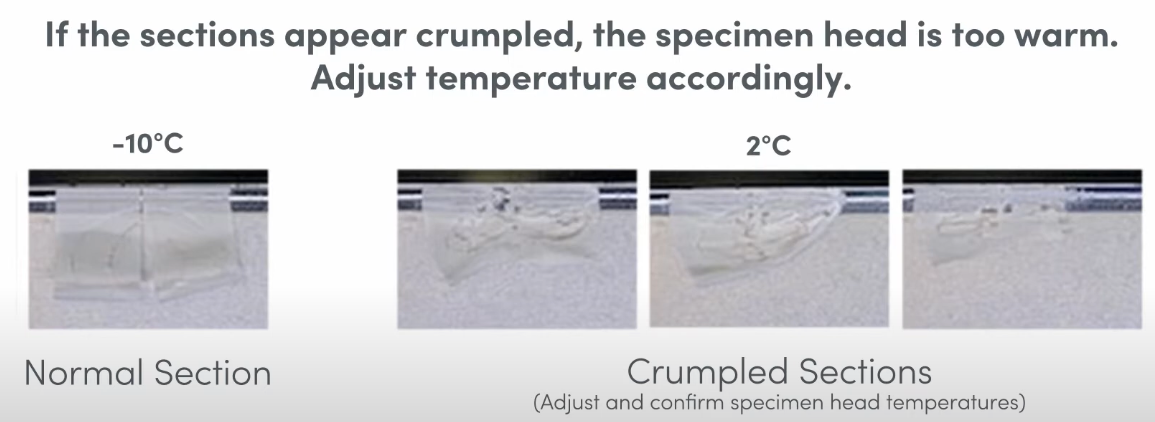 If the sections appear crumpled, the specimen head is too warm.
Adjust temperature accordingly.
-10°C
2°C
Normal Section
Crumpled Sections
(Adjust and confirm specimen head temperatures)